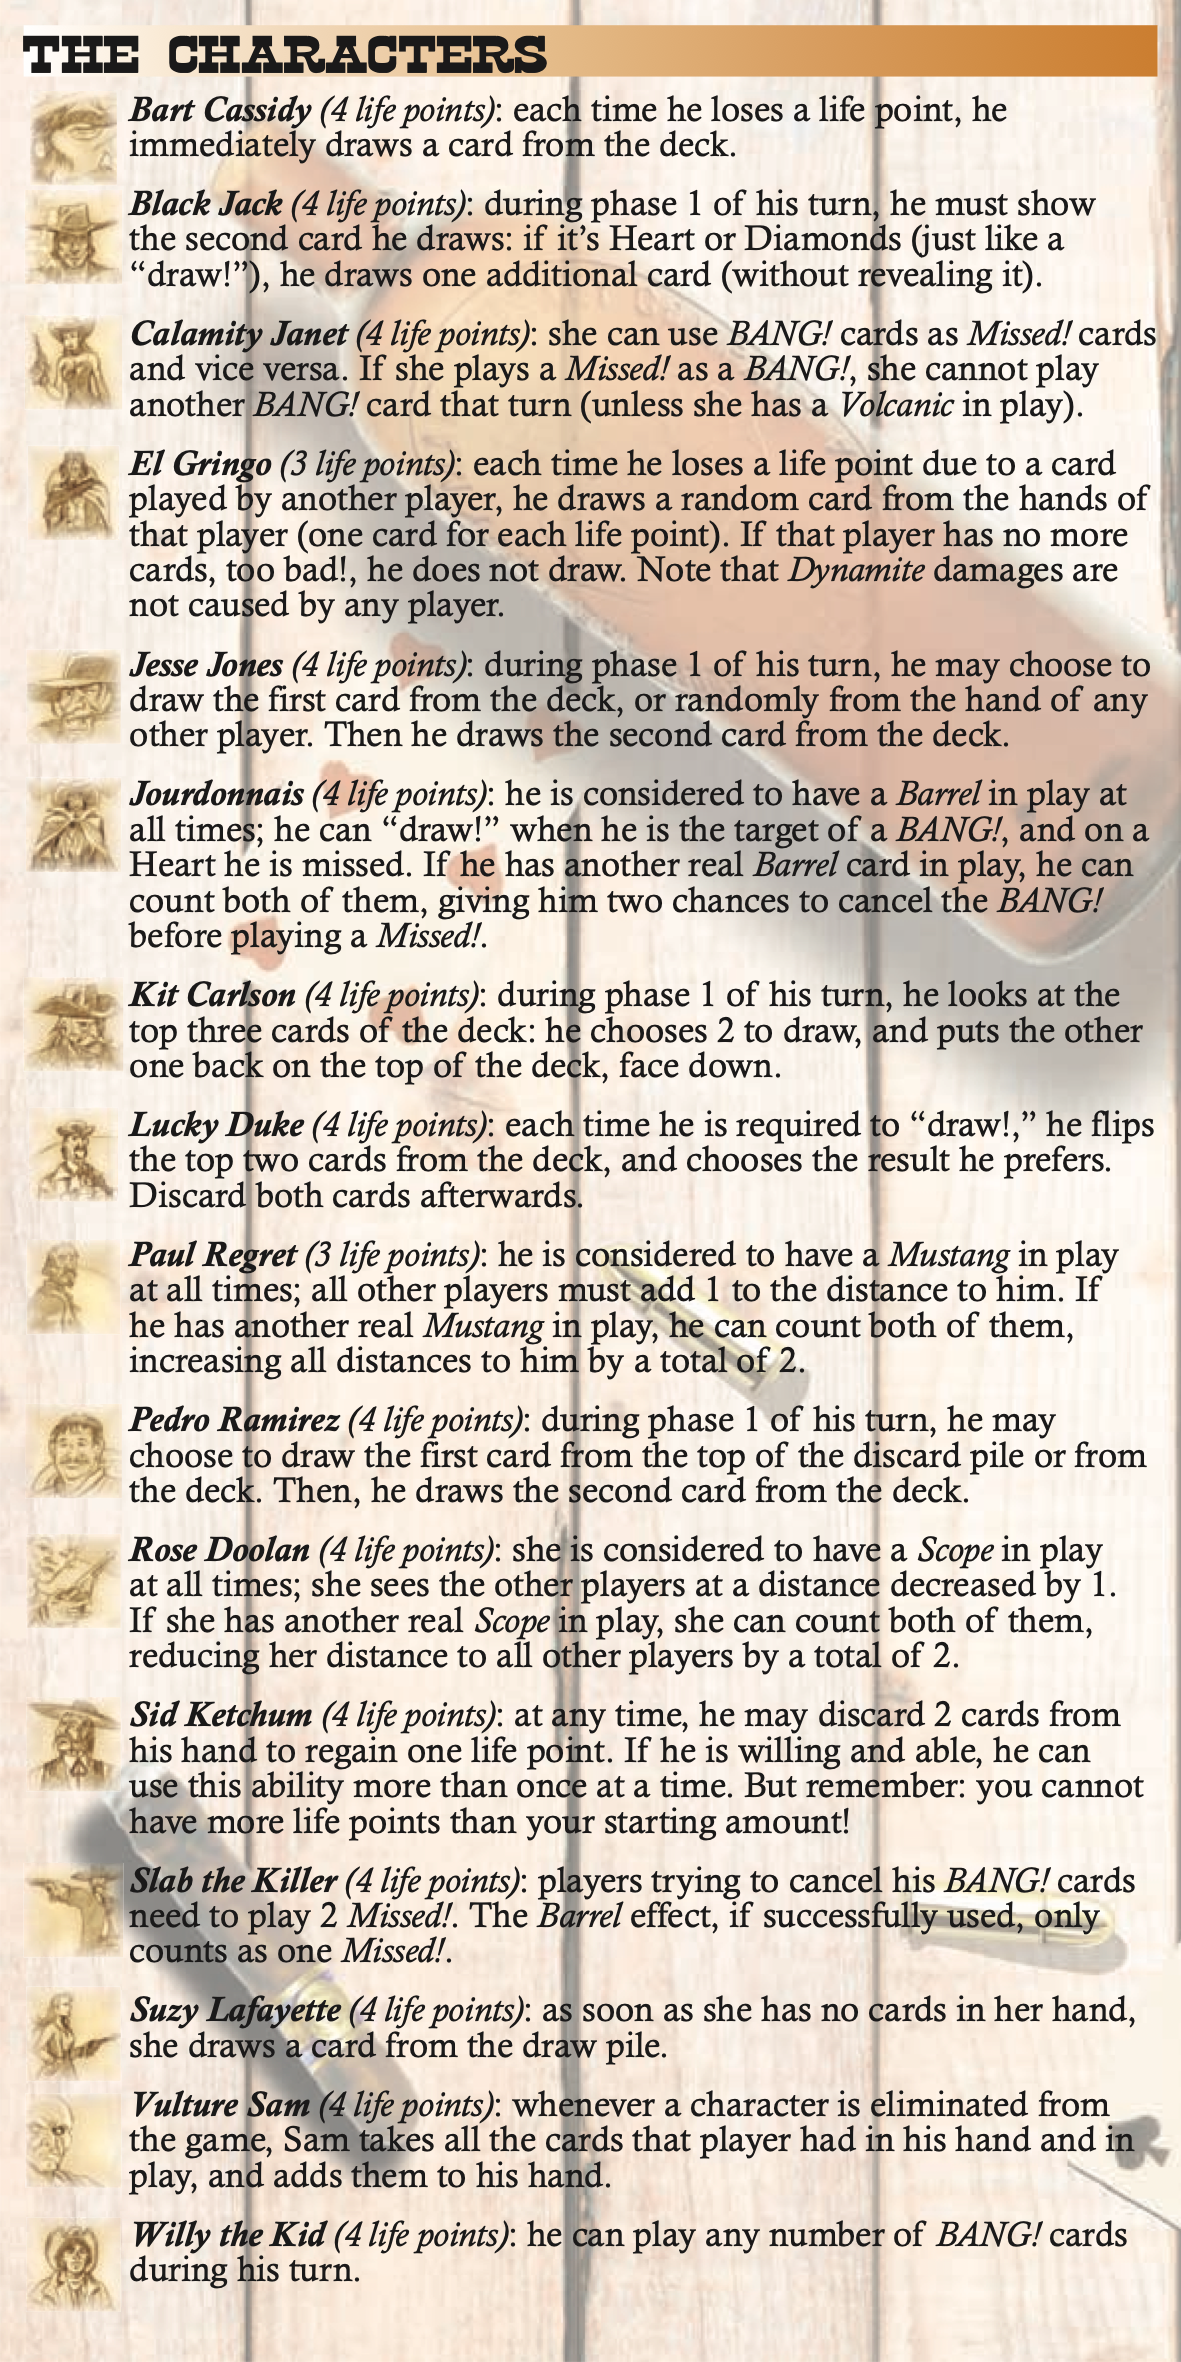 THE CHARACTERS
Bart Cassidy (4 life points): each time he loses a life point, he
immediately draws a card from the deck.
Black Jack (4 life points): during phase 1 of his turn, he must show
the second card he draws: if it’s Heart or Diamonds (just like a
“draw!”), he draws one additional card (without revealing it).
Calamity Janet (4 life points): she can use BANG! cards as Missed! cards
and vice versa. If she plays a Missed! as a BANG!, she cannot play
another BANG! card that turn (unless she has a Volcanic in play).
El Gringo (3 life points): each time he loses a life point due to a card
played by another player, he draws a random card from the hands of
that player (one card for each life point). If that player has no more
cards, too bad!, he does not draw. Note that Dynamite damages are
not caused by any player.
Jesse Jones (4 life points): during phase 1 of his turn, he may choose to
draw the first card from the deck, or randomly from the hand of any
other player. Then he draws the second card from the deck.
Jourdonnais (4 life points): he is considered to have a Barrel in play at
all times; he can “draw!” when he is the target of a BANG!, and on a
Heart he is missed. If he has another real Barrel card in play, he can
count both of them, giving him two chances to cancel the BANG!
before playing a Missed!.
Kit Carlson (4 life points): during phase 1 of his turn, he looks at the
top three cards of the deck: he chooses 2 to draw, and puts the other
one back on the top of the deck, face down.
Lucky Duke (4 life points): each time he is required to “draw!,” he flips
the top two cards from the deck, and chooses the result he prefers.
Discard both cards afterwards.
Paul Regret (3 life points): he is considered to have a Mustang in play
at all times; all other players must add 1 to the distance to him. If
he has another real Mustang in play, he can count both of them,
increasing all distances to him by a total of 2.
Pedro Ramirez (4 life points): during phase 1 of his turn, he may
choose to draw the first card from the top of the discard pile or from
the deck. Then, he draws the second card from the deck.
Rose Doolan (4 life points): she is considered to have a Scope in play
at all times; she sees the other players at a distance decreased by 1.
If she has another real Scope in play, she can count both of them,
reducing her distance to all other players by a total of 2.
Sid Ketchum (4 life points): at any time, he may discard 2 cards from
his hand to regain one life point. If he is willing and able, he can
use this ability more than once at a time. But remember: you cannot
have more life points than your starting amount!
Slab the Killer (4 life points): players trying to cancel his BANG! cards
need to play 2 Missed!. The Barrel effect, if successfully used, only
counts as one Missed!.
Suzy Lafayette (4 life points): as soon as she has no cards in her hand,
she draws a card from the draw pile.
Vulture Sam (4 life points): whenever a character is eliminated from
the game, Sam takes all the cards that player had in his hand and in
play, and adds them to his hand.
Willy the Kid (4 life points): he can play any number of BANG! cards
during his turn.